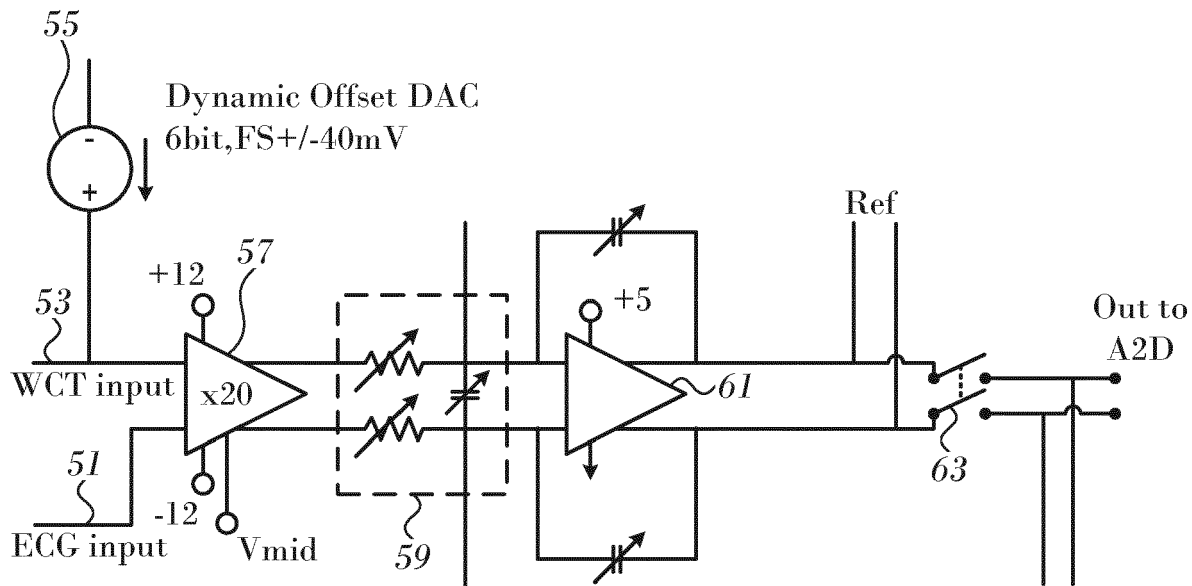 55
Dynamic Offset DAC
6bit,FS+/-40mV
Ref
57
+12
+5
Out to
A2D
53
WCT input
x20
61
51
63
-12
ECG input
Vmid
59